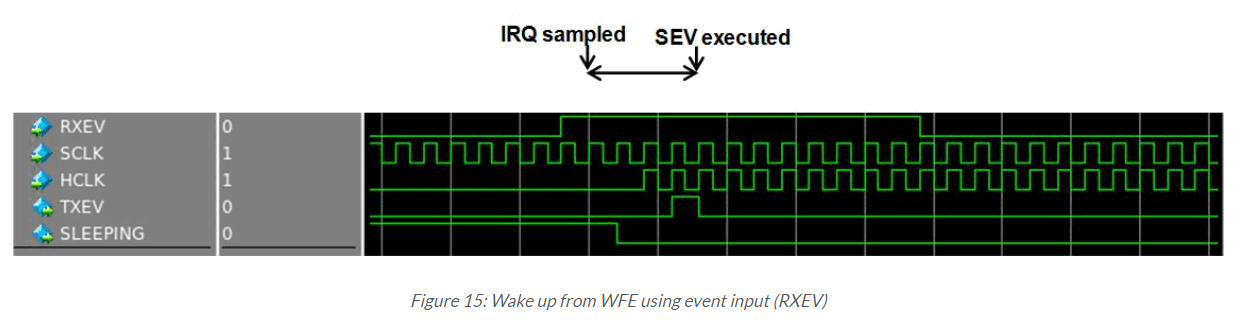 IRQ sampled SEV executed
RXEV 0
SCLK 1
HCLK 1
TXEV 0
SLEEPING 0
Figure 15: Wake up from WFE using event input (RXEV)